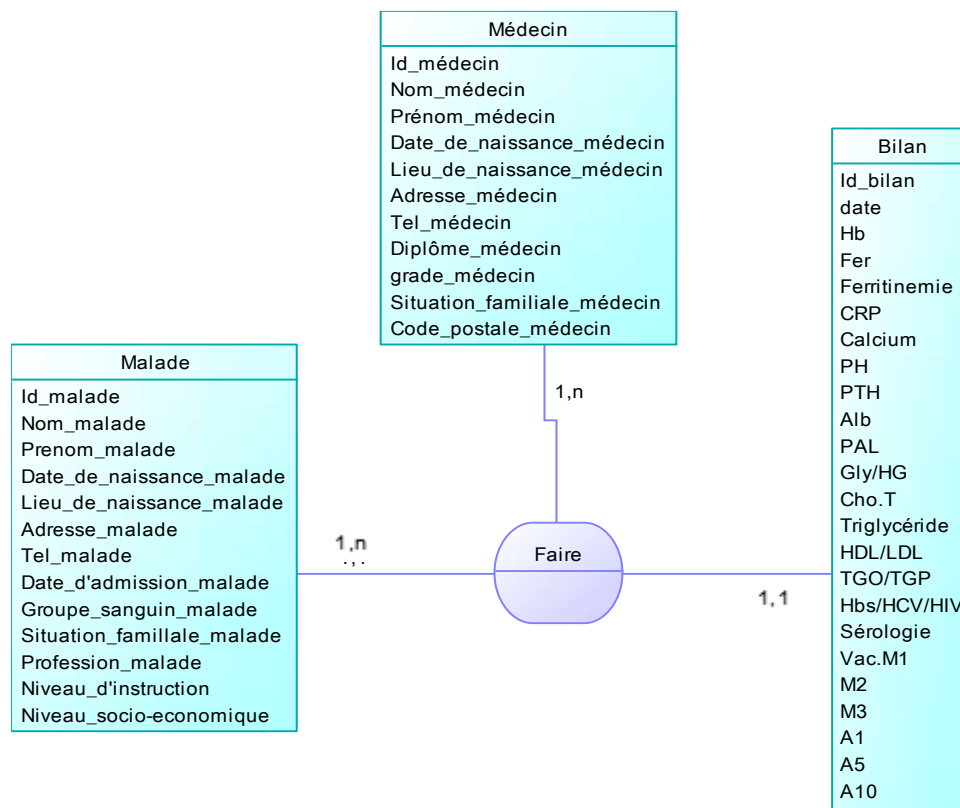 Médecin
Id_médecin
Nom_médecin
Prénom_médecin
Date_de_naissance_médecin
Lieu_de_naissance_médecin
Adresse_médecin
Tel_médecin
Diplôme_médecin
grade_médecin
Situation_familiale_médecin
Code_postale_médecin
1,n
Malade
Id_malade
Nom_malade
Prenom_malade
Date_de_naissance_malade
Lieu_de_naissance_malade
Adresse_malade
Tel_malade
Date_d'admission_malade
Groupe_sanguin_malade
Situation_famillale_malade
Profession_malade
Niveau_d'instruction
Niveau_socio-economique
1,n
Faire
1,1
Bilan
Id_bilan
date
Hb
Fer
Ferritinemie
CRP
Calcium
PH
PTH
Alb
PAL
Gly/HG
Cho.T
Triglycéride
HDL/LDL
TGO/TGP
Hbs/HCV/HIV
Sérologie
Vac.M1
M2
M3
A1
A5
A10